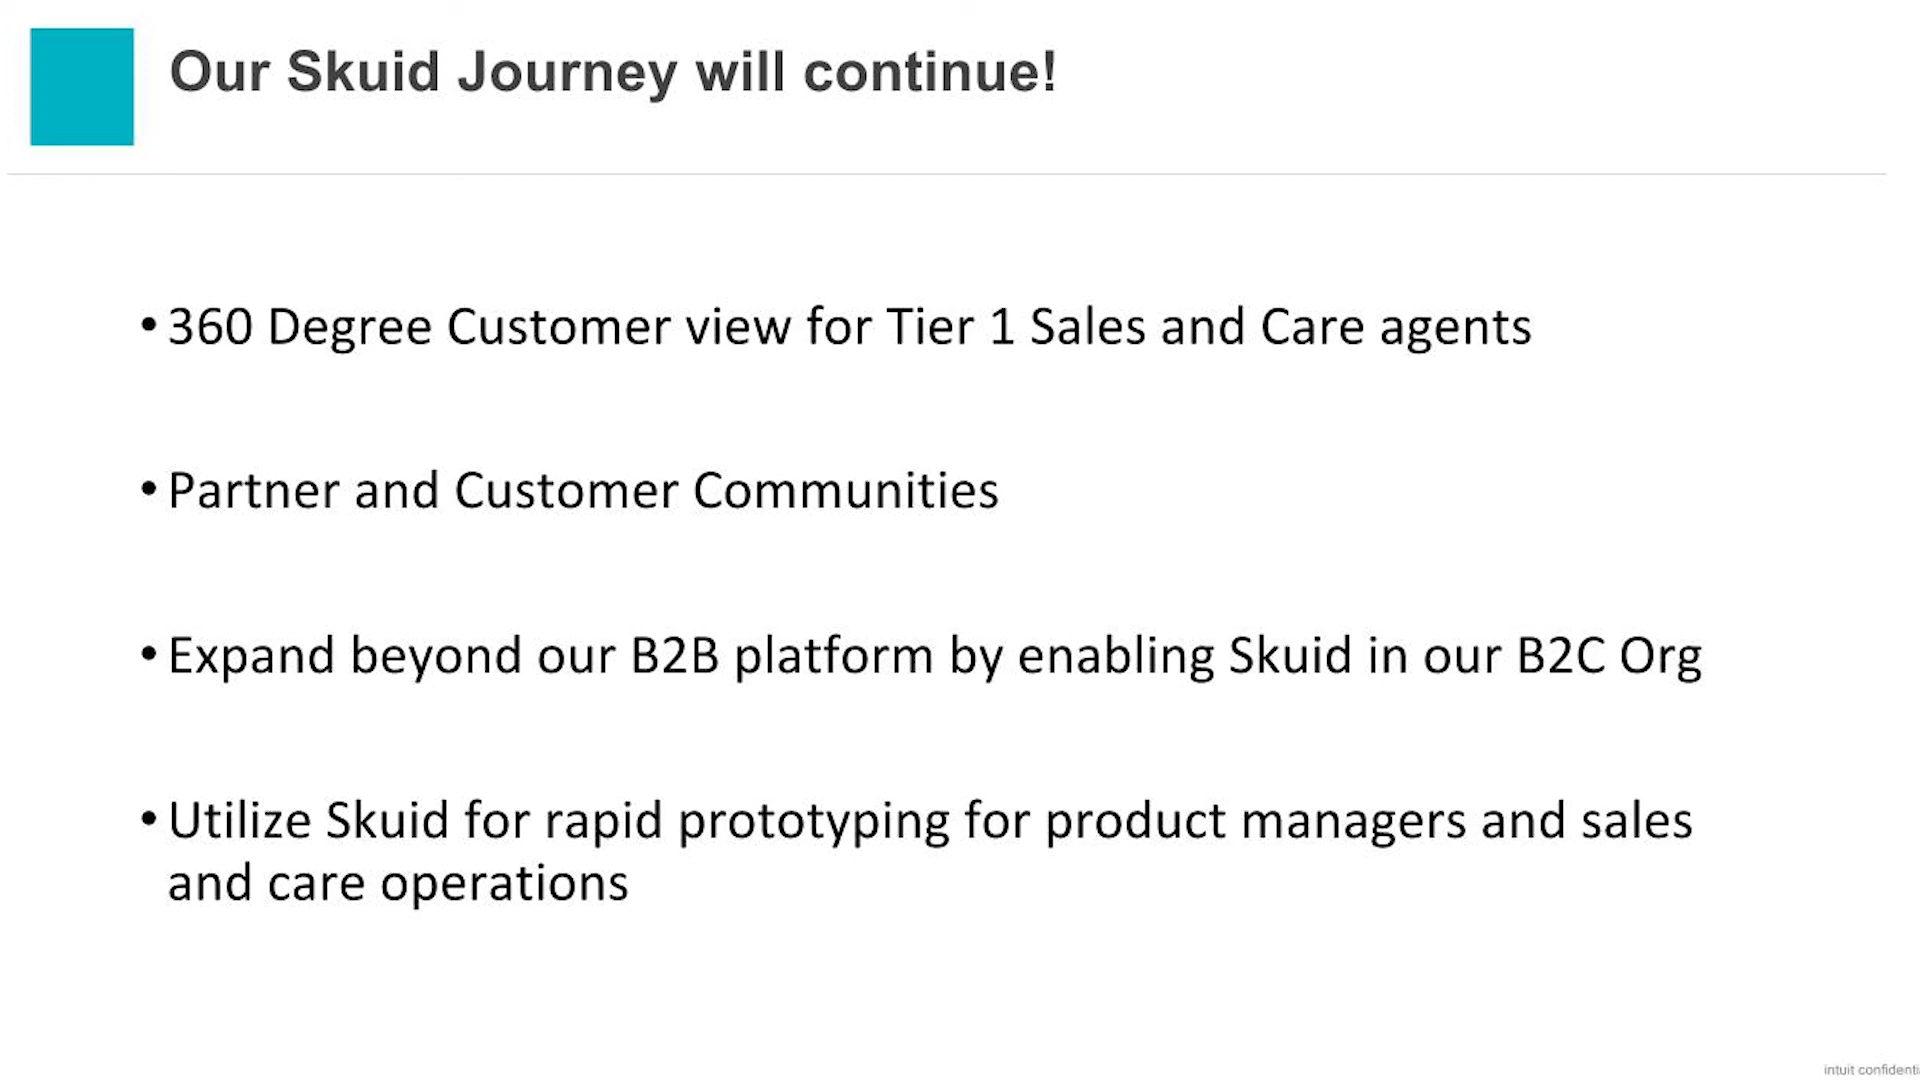 Our Skuid Journey will continue!
• 360 Degree Customer view for Tier 1 Sales and Care agents
• Partner and Customer Communities
• Expand beyond our B2B platform by enabling Skuid in our B2C Org
• Utilize Skuid for rapid prototyping for product managers and sales
and care operations
intuit confidenti